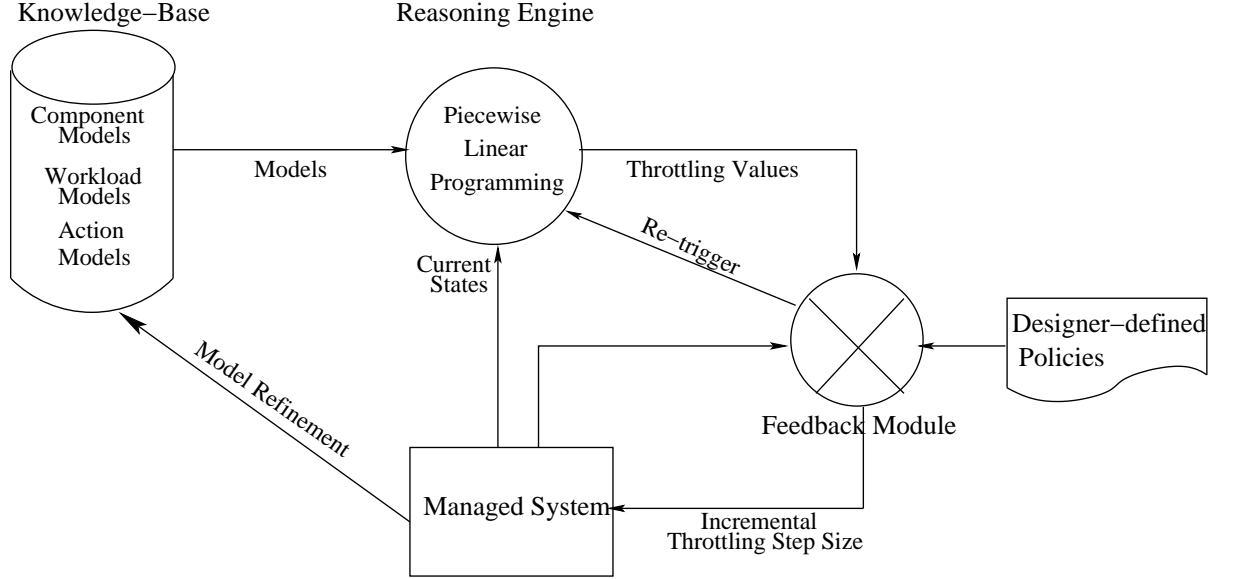 Knowledge−Base
Reasoning Engine
Component
Models
Workload
Models
Action
Models
Models
Piecewise
Linear
Programming
Throttling Values
Re−trigger
Current
States
Designer−defined
Policies
Model Refinement
Feedback Module
Managed System
Incremental
Throttling Step Size